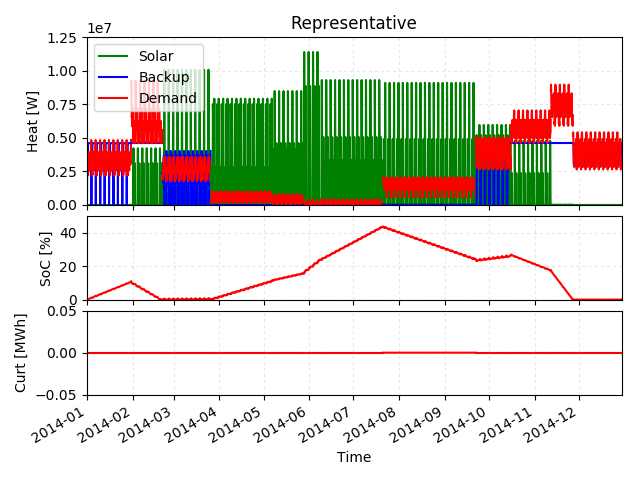 Representative
1e7
1.25
1.00
0.75
0.50
0.25
0.00
Heat [W]
Solar
Backup
Demand
40
20
0
SoC [%]
0.05
0.00
−0.05
Curt [MWh]
2014-01
2014-02
2014-03
2014-04
2014-05
2014-06
2014-07
2014-08
2014-09
2014-10
2014-11
2014-12
Time